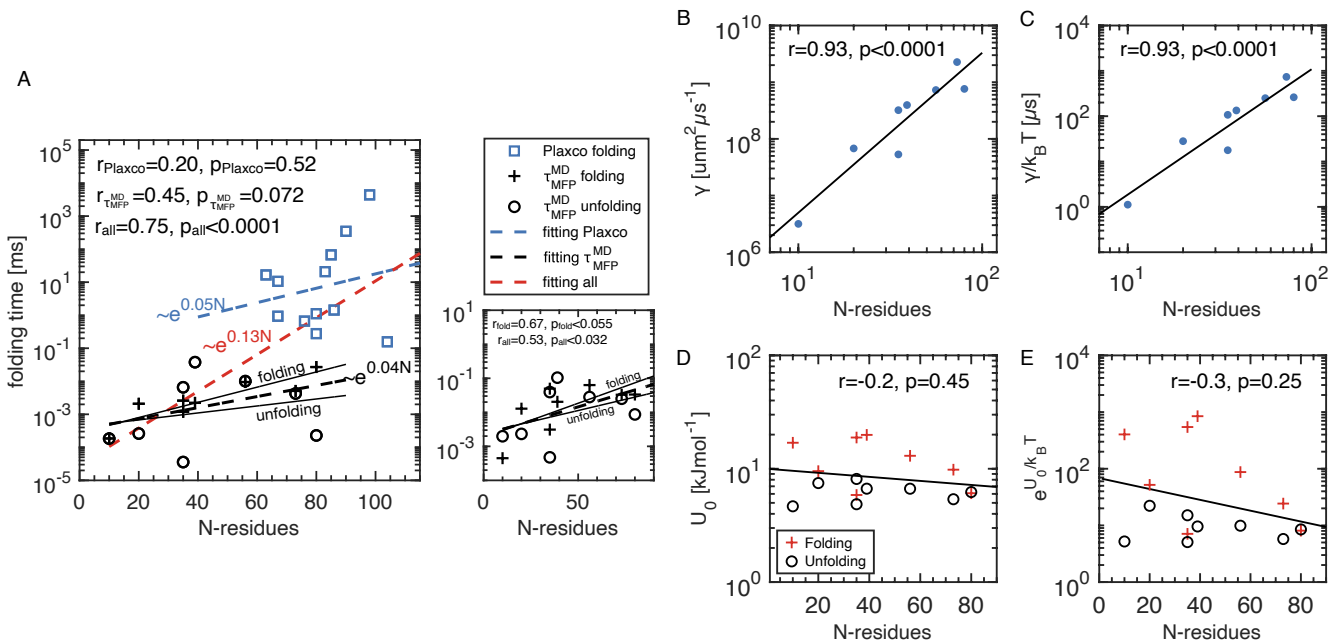 A
r_Plaxco=0.20, p_Plaxco=0.52
r_τ_MFP^MD=0.45, p_τ_MFP^MD=0.072
r_all=0.75, p_all<0.0001
~e^0.05N
~e^0.13N
~e^0.04N
folding
unfolding
folding time [ms]
10^5
10^3
10^1
10^-1
10^-3
10^-5
0 20 40 60 80 100
N-residues
Plaxco folding
τ_MFP^MD folding
τ_MFP^MD unfolding
fitting Plaxco
fitting τ_MFP^MD
fitting all
r_fold=0.67, p_fold<0.055
r_all=0.53, p_all<0.032
folding
unfolding
10^1
10^-1
10^-3
0 50
N-residues
B
r=0.93, p<0.0001
γ [unm²μs⁻¹]
10^10
10^8
10^6
10^1 10^2
N-residues
C
r=0.93, p<0.0001
γ/k_BT [μs]
10^4
10^2
10^0
10^1 10^2
N-residues
D
r=-0.2, p=0.45
U_0 [kJmol⁻¹]
10^2
10^1
10^0
Folding
Unfolding
20 40 60 80
N-residues
E
r=-0.3, p=0.25
e^U_0/k_BT
10^4
10^2
10^0
0 20 40 60 80
N-residues